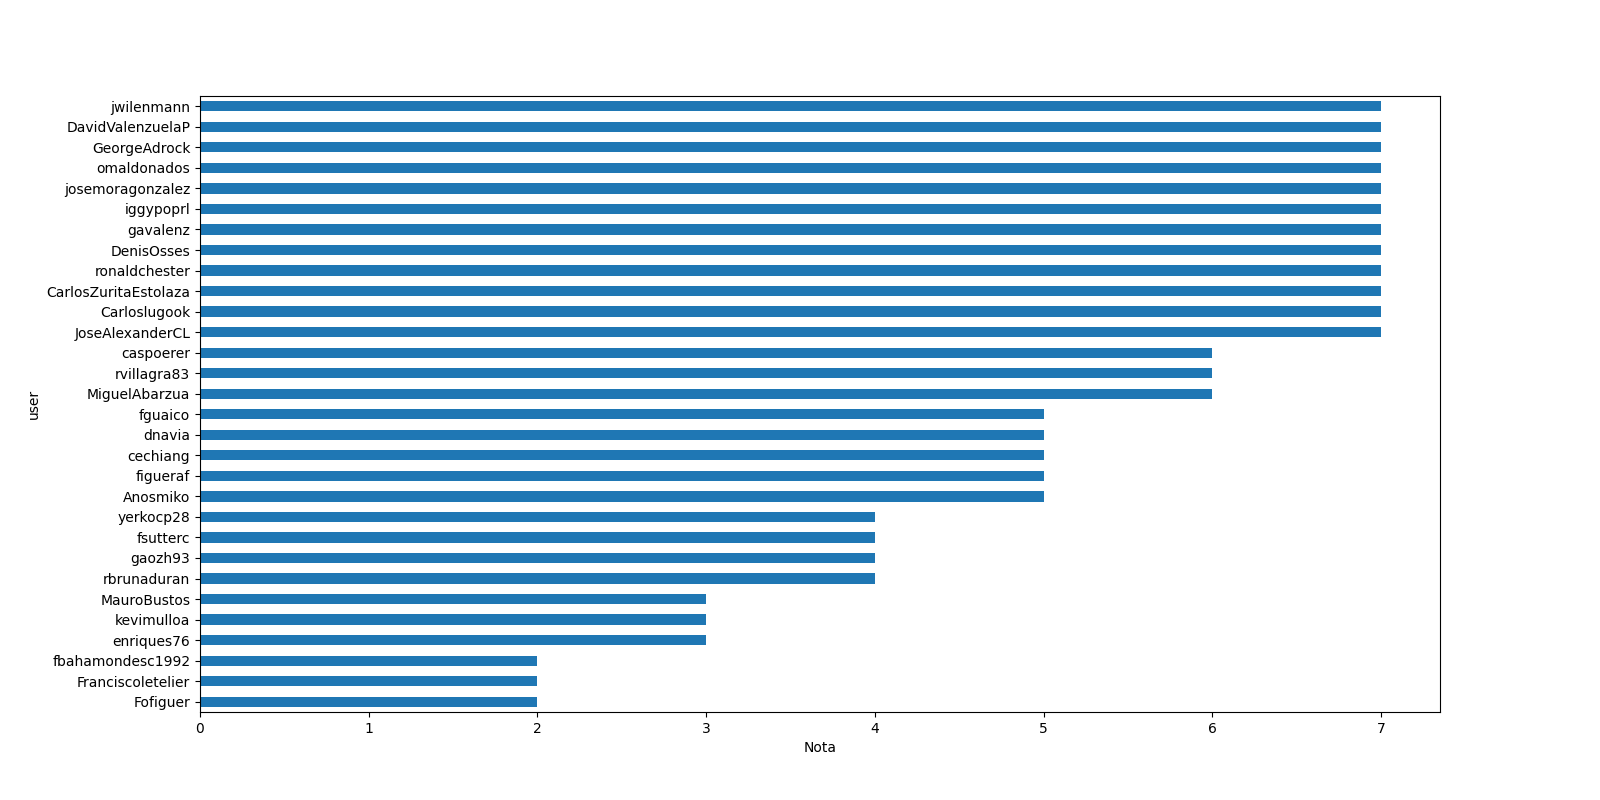 jwilenmann
DavidValenzuelaP
GeorgeAdrock
omaldonados
josemoragonzalez
iggypoprl
gavalenz
DenisOsses
ronaldchester
CarlosZuritaEstolaza
Carloslugook
JoseAlexanderCL
caspoerer
rvillagra83
MiguelAbarzua
fguaico
dnavia
cechiang
figueraf
Anosmiko
yerkocp28
fsutterc
gaozh93
rbrunaduran
MauroBustos
kevimulloa
enriques76
fbahamondesc1992
Franciscoletelier
Fofiguer
user
0 1 2 3 4 5 6 7
Nota